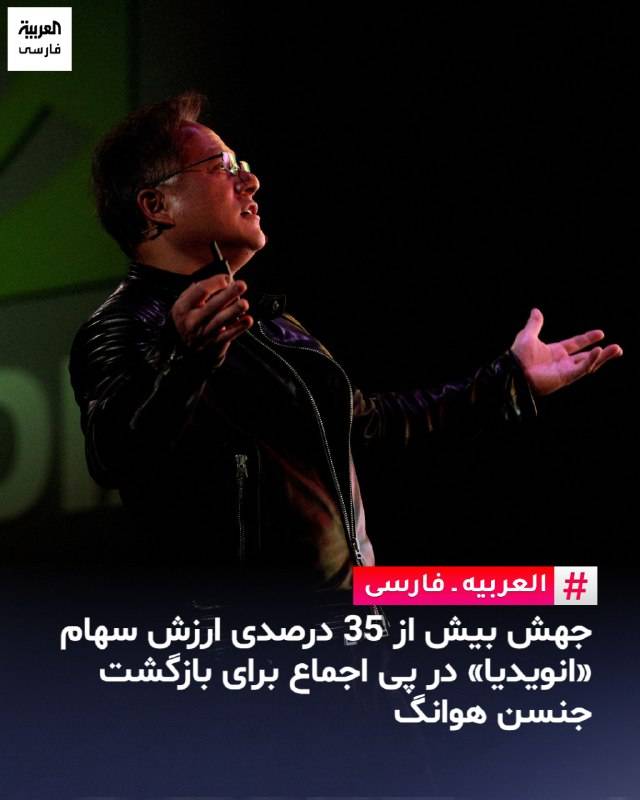 العربية
فارسی
# العربیه ـ فارسی
جهش بیش از 35 درصدی ارزش سهام
«انویدیا» در پی اجماع برای بازگشت
جنسن هوانگ